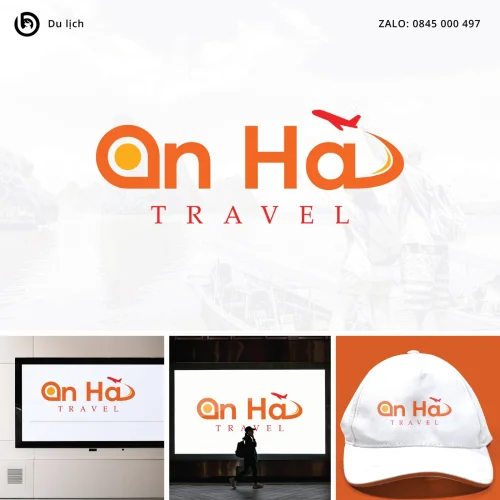 Du lịch
ZALO: 0845 000 497
an Hà
TRAVEL
an Hà
TRAVEL
an Hà
TRAVEL
an Hà
TRAVEL